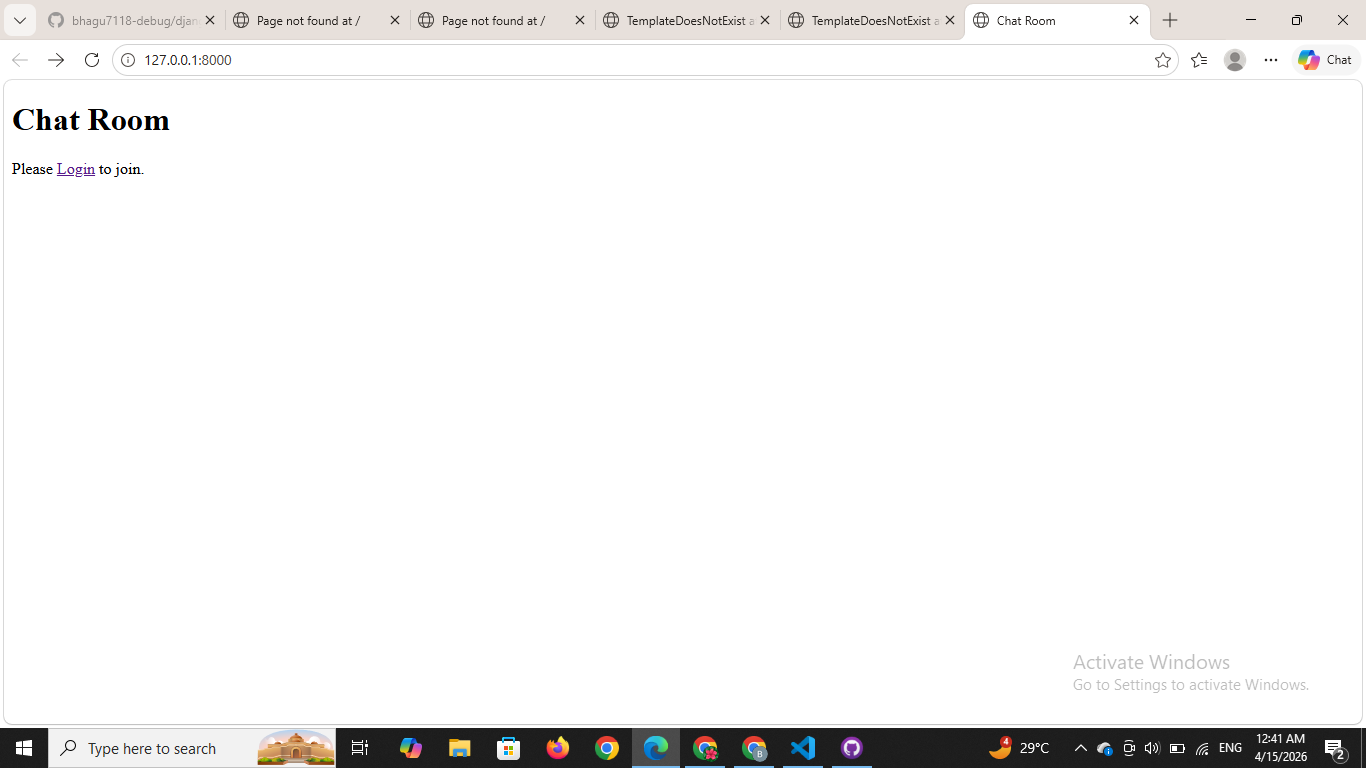 bhagu7118-debug/djan
Page not found at /
Page not found at /
TemplateDoesNotExist a
TemplateDoesNotExist a
Chat Room
127.0.0.1:8000
Chat
Chat Room
Please Login to join.
Activate Windows
Go to Settings to activate Windows.
Type here to search
B
4
29°C
ENG
12:41 AM
4/15/2026
2